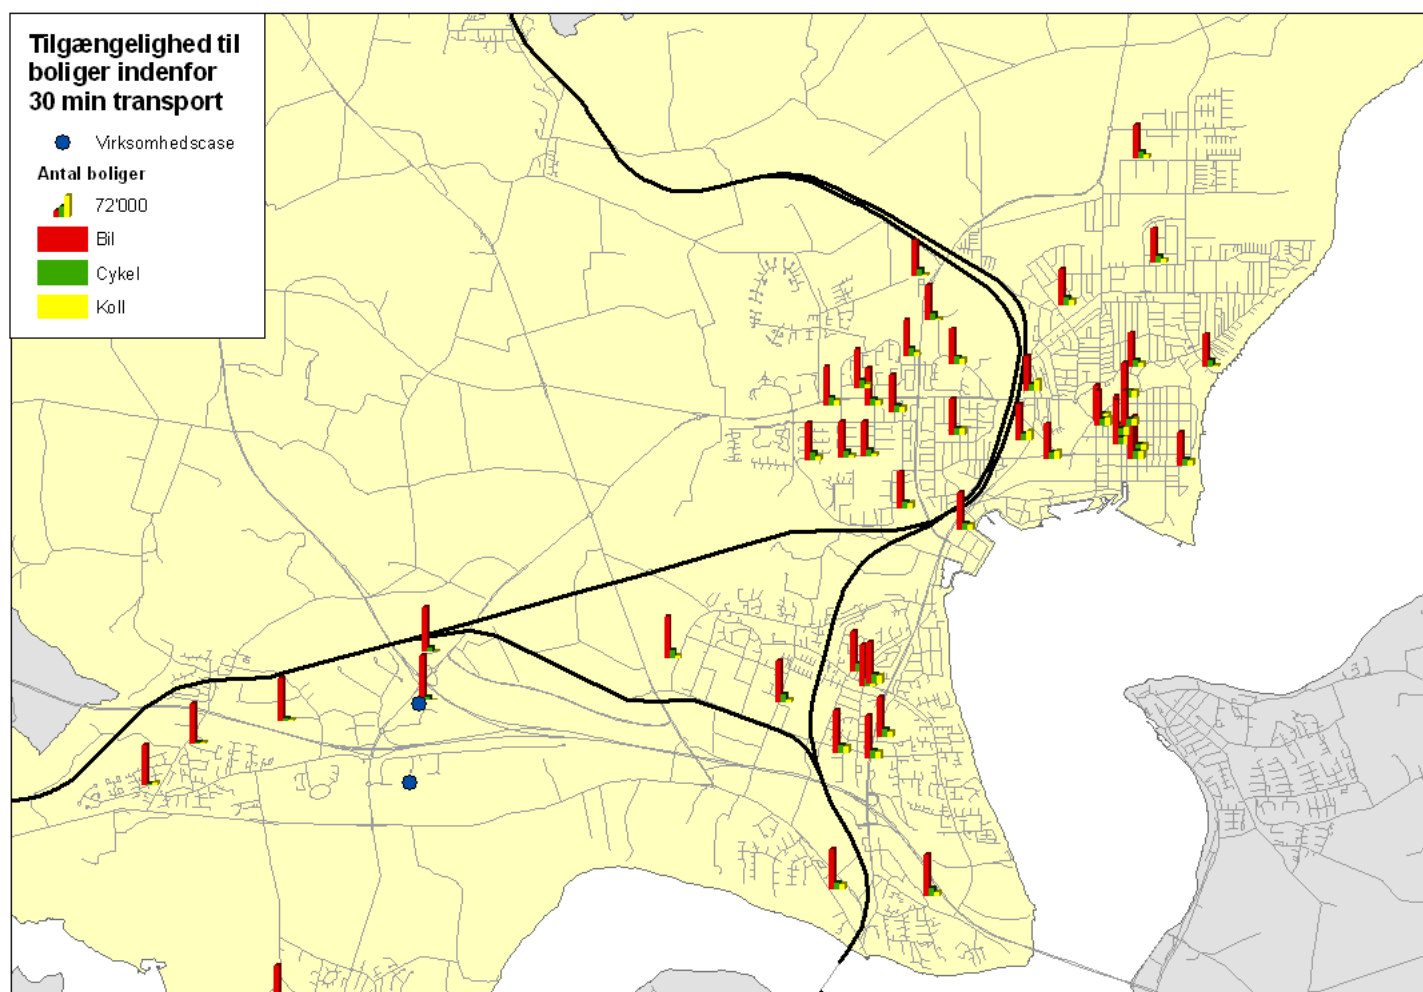 Tilgængelighed til
boliger indenfor
30 min transport
Virksomhedscase
Antal boliger
72'000
Bil
Cykel
Koll